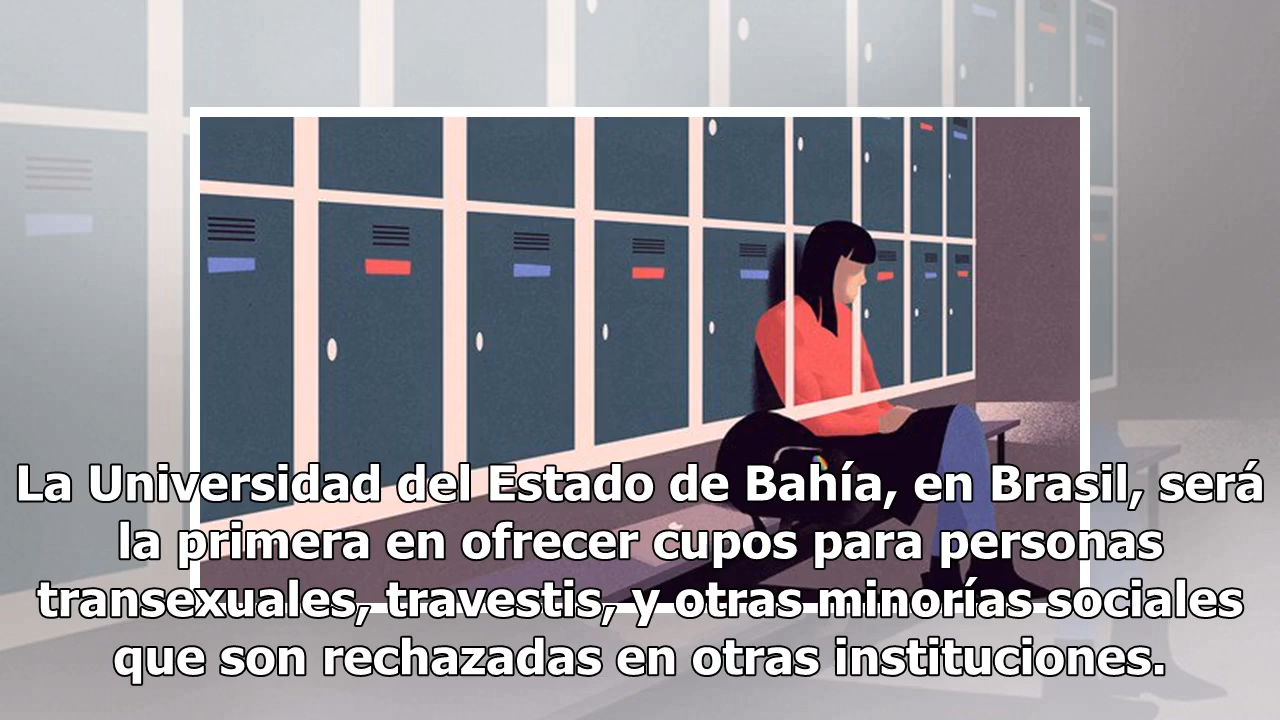 La Universidad del Estado de Bahía, en Brasil, será
la primera en ofrecer cupos para personas
transexuales, travestis, y otras minorías sociales
que son rechazadas en otras instituciones.